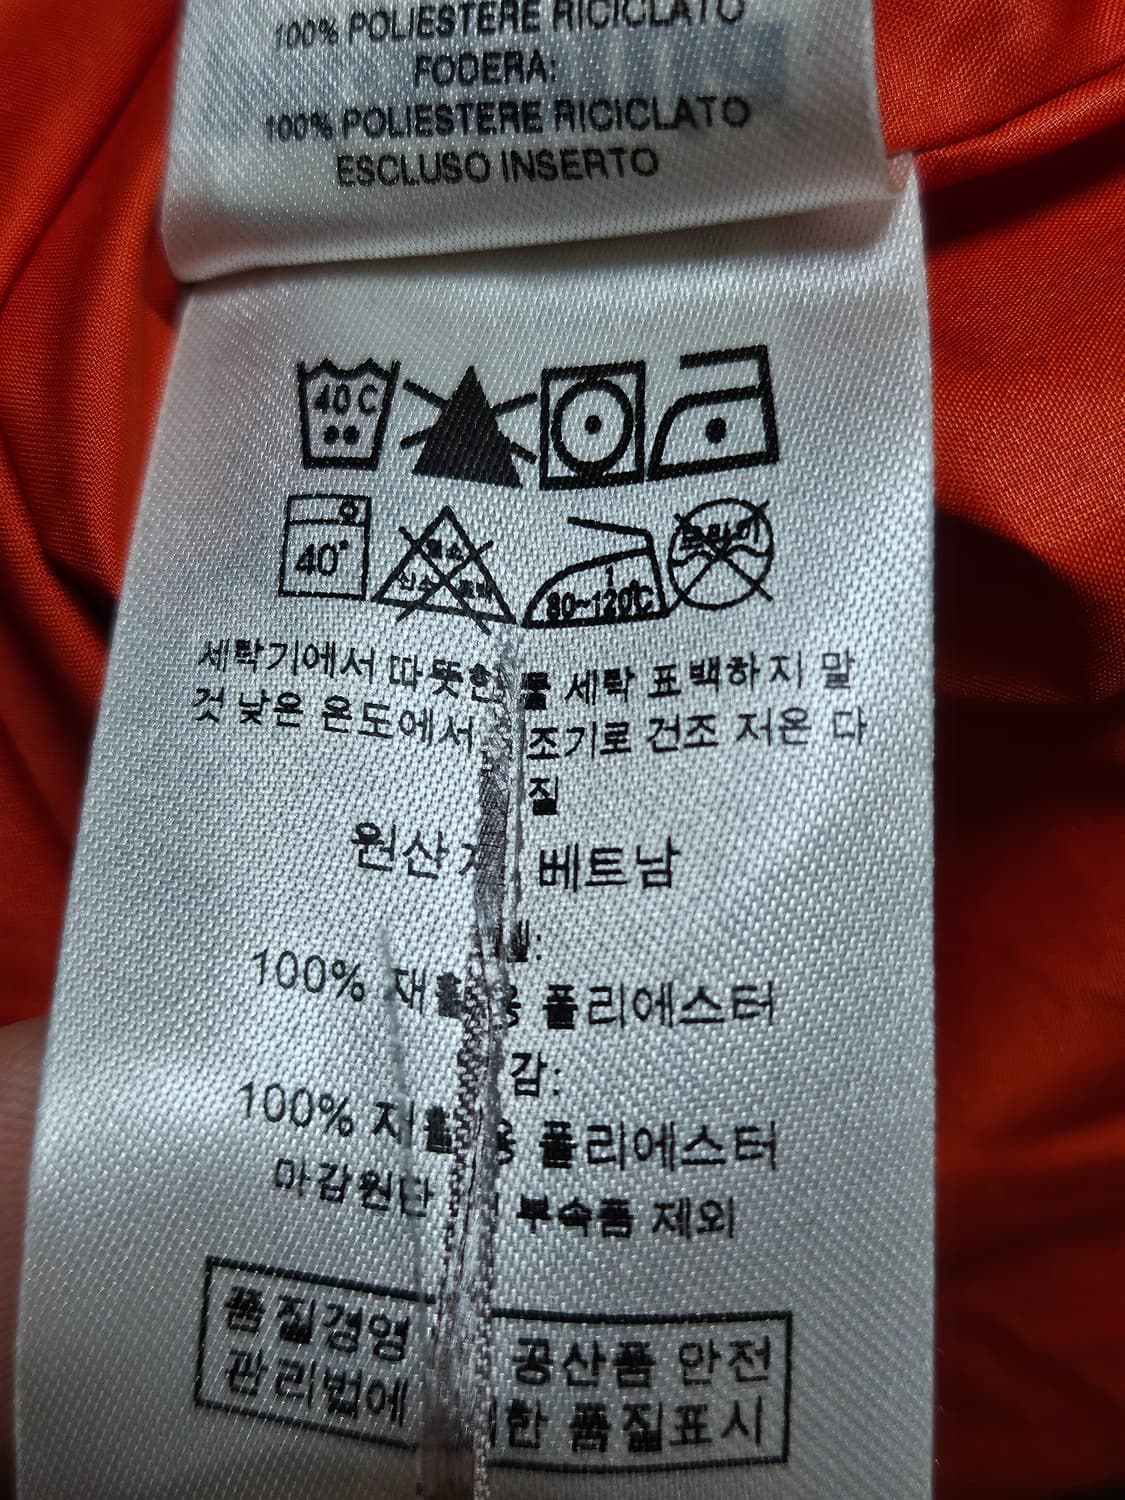 100% POLIESTERE RICICLATO
FODERA:
100% POLIESTERE RICICLATO
ESCLUSO INSERTO
40C
40°
80~120℃
세탁기에서 따뜻한 물 세탁 표백하지 말
것 낮은 온도에서 조기로 건조 저온 다
질
원산 베트남
100% 재활용 폴리에스터
감:
100% 재활용 폴리에스터
마감원단 부속품 제외
품질경영 공산품 안전
관리법에 한 품질표시